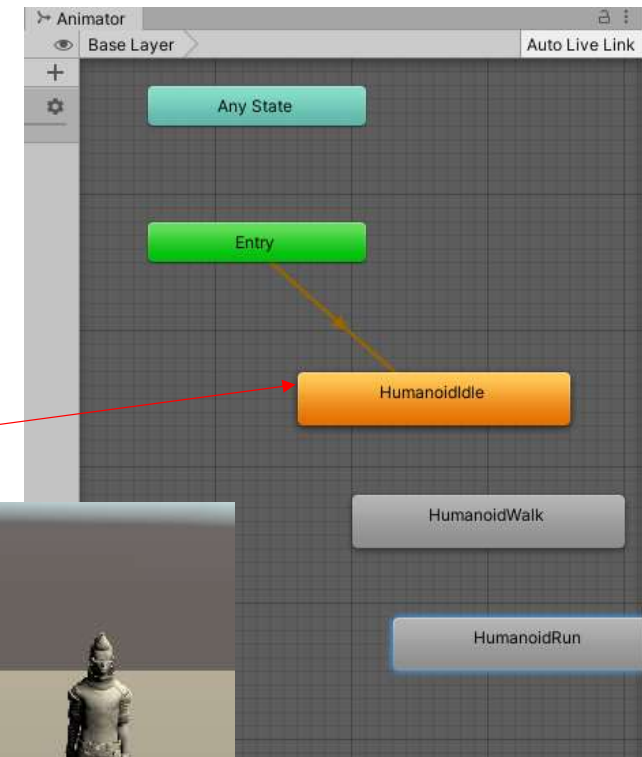 Animator
Base Layer
Auto Live Link
Any State
Entry
HumanoidIdle
HumanoidWalk
HumanoidRun